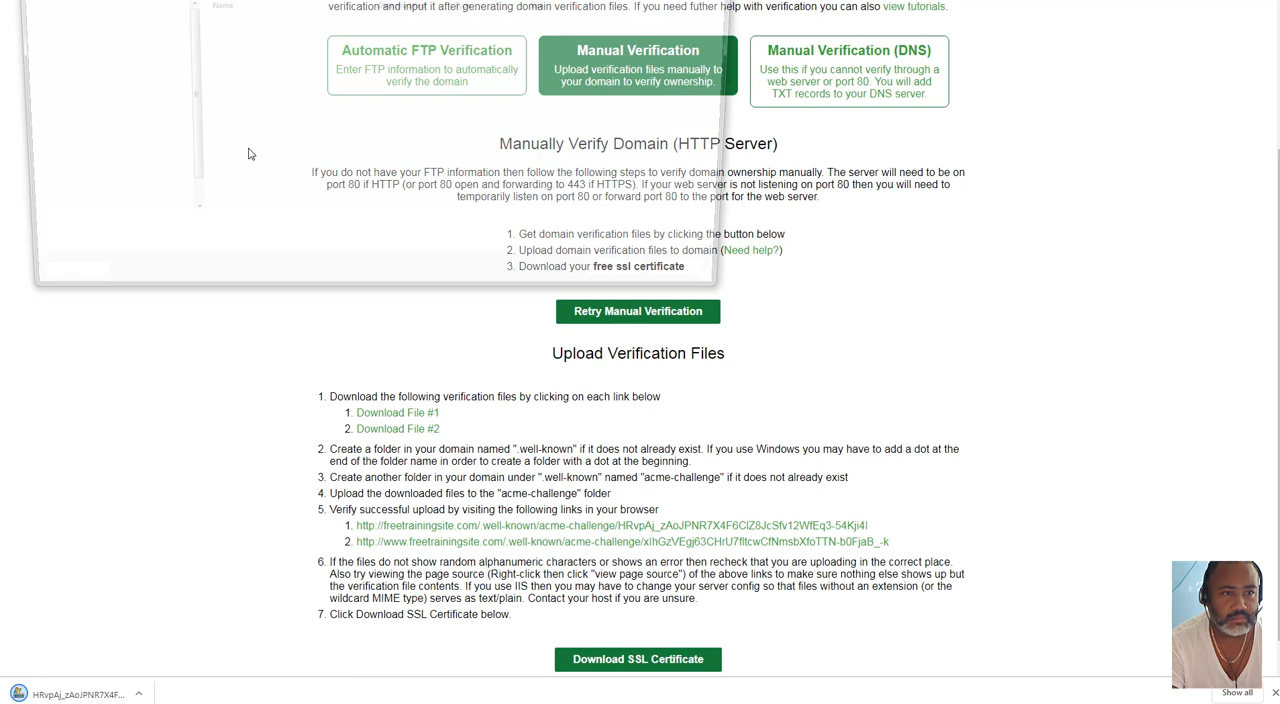 Name
verification and input it after generating domain verification files. If you need futher help with verification you can also view tutorials.
Automatic FTP Verification
Enter FTP information to automatically
verify the domain
Manual Verification
Upload verification files manually to
your domain to verify ownership.
Manual Verification (DNS)
Use this if you cannot verify through a
web server or port 80. You will add
TXT records to your DNS server.
Manually Verify Domain (HTTP Server)
If you do not have your FTP information then follow the following steps to verify domain ownership manually. The server will need to be on
port 80 if HTTP (or port 80 open and forwarding to 443 if HTTPS). If your web server is not listening on port 80 then you will need to
temporarily listen on port 80 or forward port 80 to the port for the web server.
1. Get domain verification files by clicking the button below
2. Upload domain verification files to domain (Need help?)
3. Download your free ssl certificate
Retry Manual Verification
Upload Verification Files
1. Download the following verification files by clicking on each link below
1. Download File #1
2. Download File #2
2. Create a folder in your domain named ".well-known" if it does not already exist. If you use Windows you may have to add a dot at the
end of the folder name in order to create a folder with a dot at the beginning.
3. Create another folder in your domain under ".well-known" named "acme-challenge" if it does not already exist
4. Upload the downloaded files to the "acme-challenge" folder
5. Verify successful upload by visiting the following links in your browser
1. http://freetrainingsite.com/.well-known/acme-challenge/HRvpAj_zAoJPNR7X4F6ClZ8JcSfv12WfEq3-54Kji4I
2. http://www.freetrainingsite.com/.well-known/acme-challenge/xIhGzVEgj63CHrU7fltcwCfNmsbXfoTTN-b0FjaB_-k
6. If the files do not show random alphanumeric characters or shows an error then recheck that you are uploading in the correct place.
Also try viewing the page source (Right-click then click "view page source") of the above links to make sure nothing else shows up but
the verification file contents. If you use IIS then you may have to change your server config so that files without an extension (or the
wildcard MIME type) serves as text/plain. Contact your host if you are unsure.
7. Click Download SSL Certificate below.
Download SSL Certificate
HRvpAj_zAoJPNR7X4F...
Show all